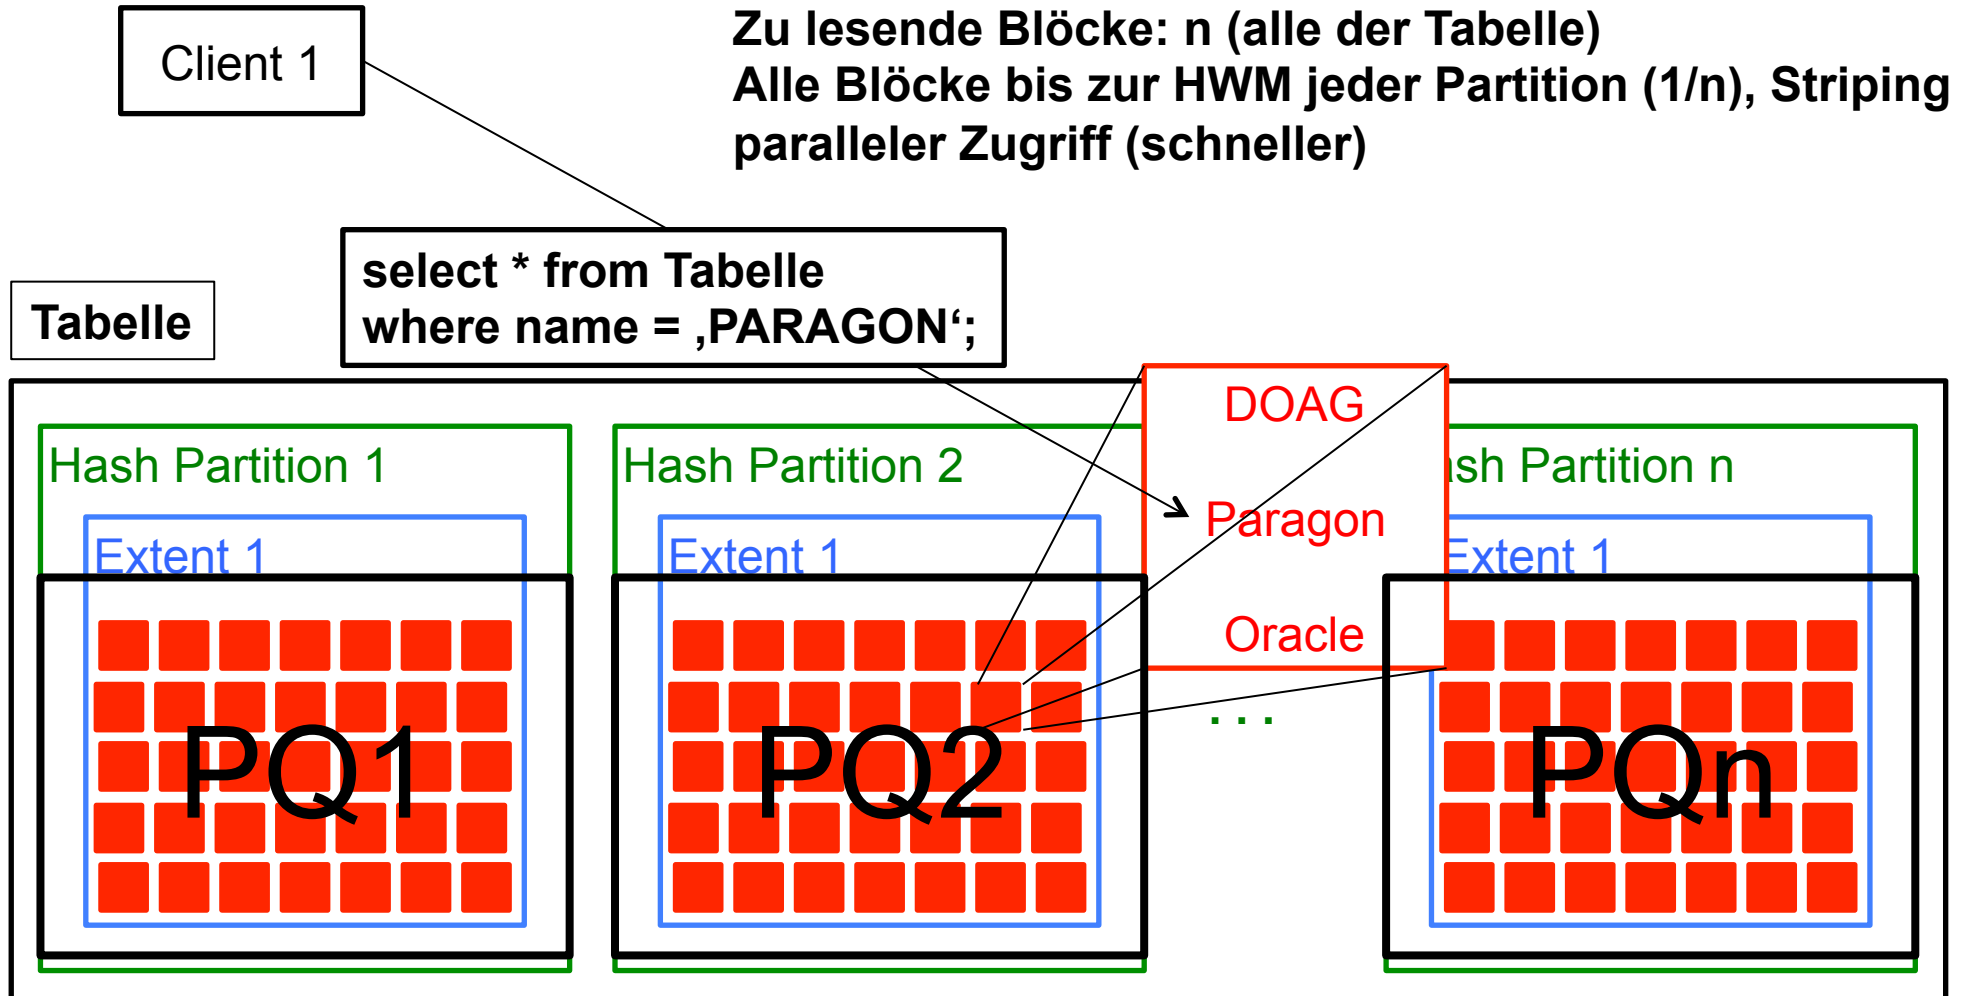 Client 1
Zu lesende Blöcke: n (alle der Tabelle)
Alle Blöcke bis zur HWM jeder Partition (1/n), Striping
paralleler Zugriff (schneller)
select * from Tabelle
where name = ‚PARAGON‘;
Tabelle
DOAG
Paragon
Oracle
Hash Partition 1
Hash Partition 2
sh Partition n
Extent 1
Extent 1
Extent 1
. . .
PQ1
PQ2
PQn